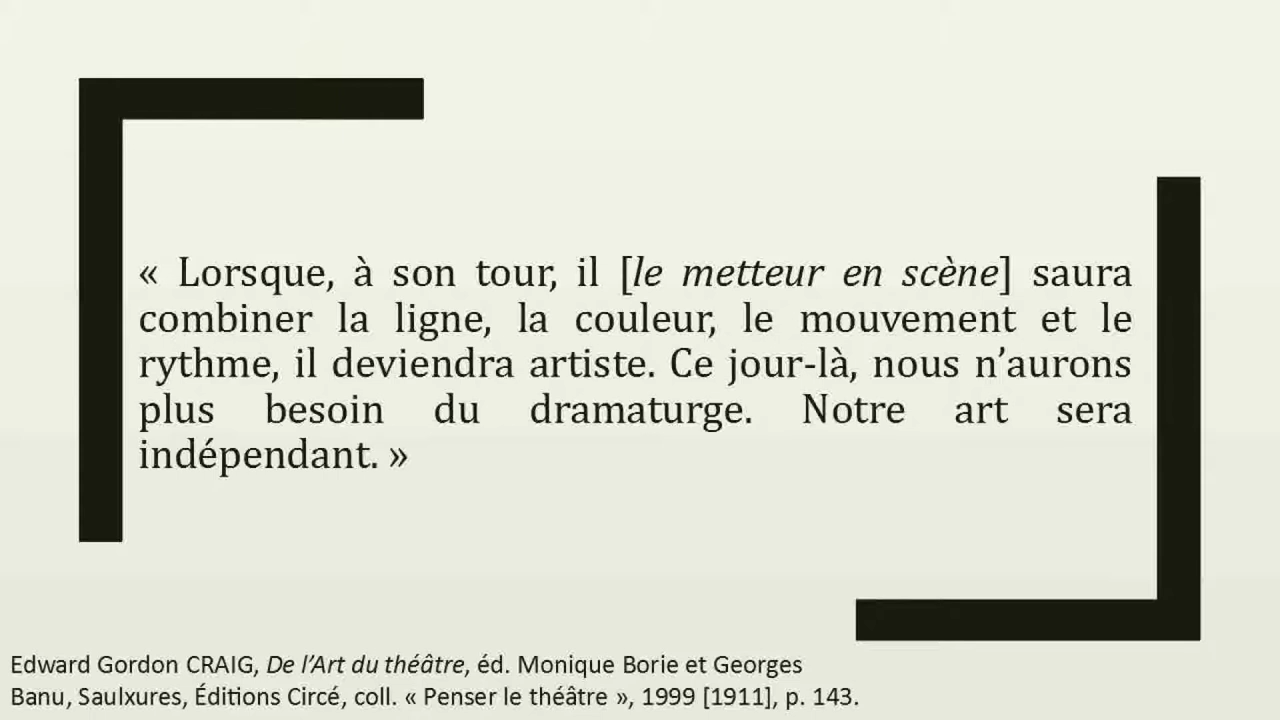 « Lorsque, à son tour, il [le metteur en scène] saura
combiner la ligne, la couleur, le mouvement et le
rythme, il deviendra artiste. Ce jour-là, nous n’aurons
plus besoin du dramaturge. Notre art sera
indépendant. »
Edward Gordon CRAIG, De l’Art du théâtre, éd. Monique Borie et Georges
Banu, Saulxures, Éditions Circé, coll. « Penser le théâtre », 1999 [1911], p. 143.